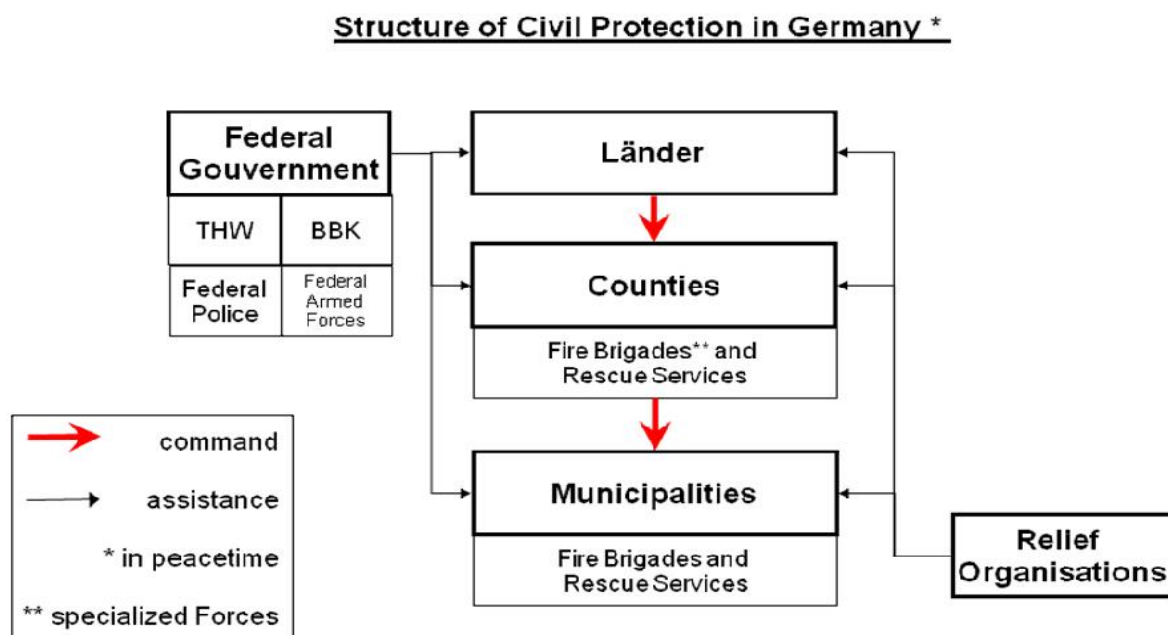 Structure of Civil Protection in Germany *
Federal
Gouvernment
THW
BBK
Federal
Police
Federal
Armed
Forces
Länder
Counties
Fire Brigades** and
Rescue Services
Municipalities
Fire Brigades and
Rescue Services
Relief
Organisations
command
assistance
* in peacetime
** specialized Forces